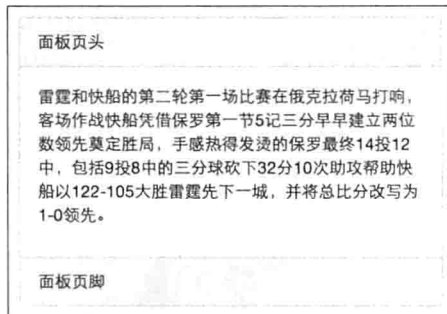 面板页头
雷霆和快船的第二轮第一场比赛在俄克拉荷马打响，
客场作战快船凭借保罗第一节5记三分早早建立两位
数领先奠定胜局，手感热得发烫的保罗最终14投12
中，包括9投8中的三分球砍下32分10次助攻帮助快
船以122-105大胜雷霆先下一城，并将总比分改写为
1-0领先。
面板页脚